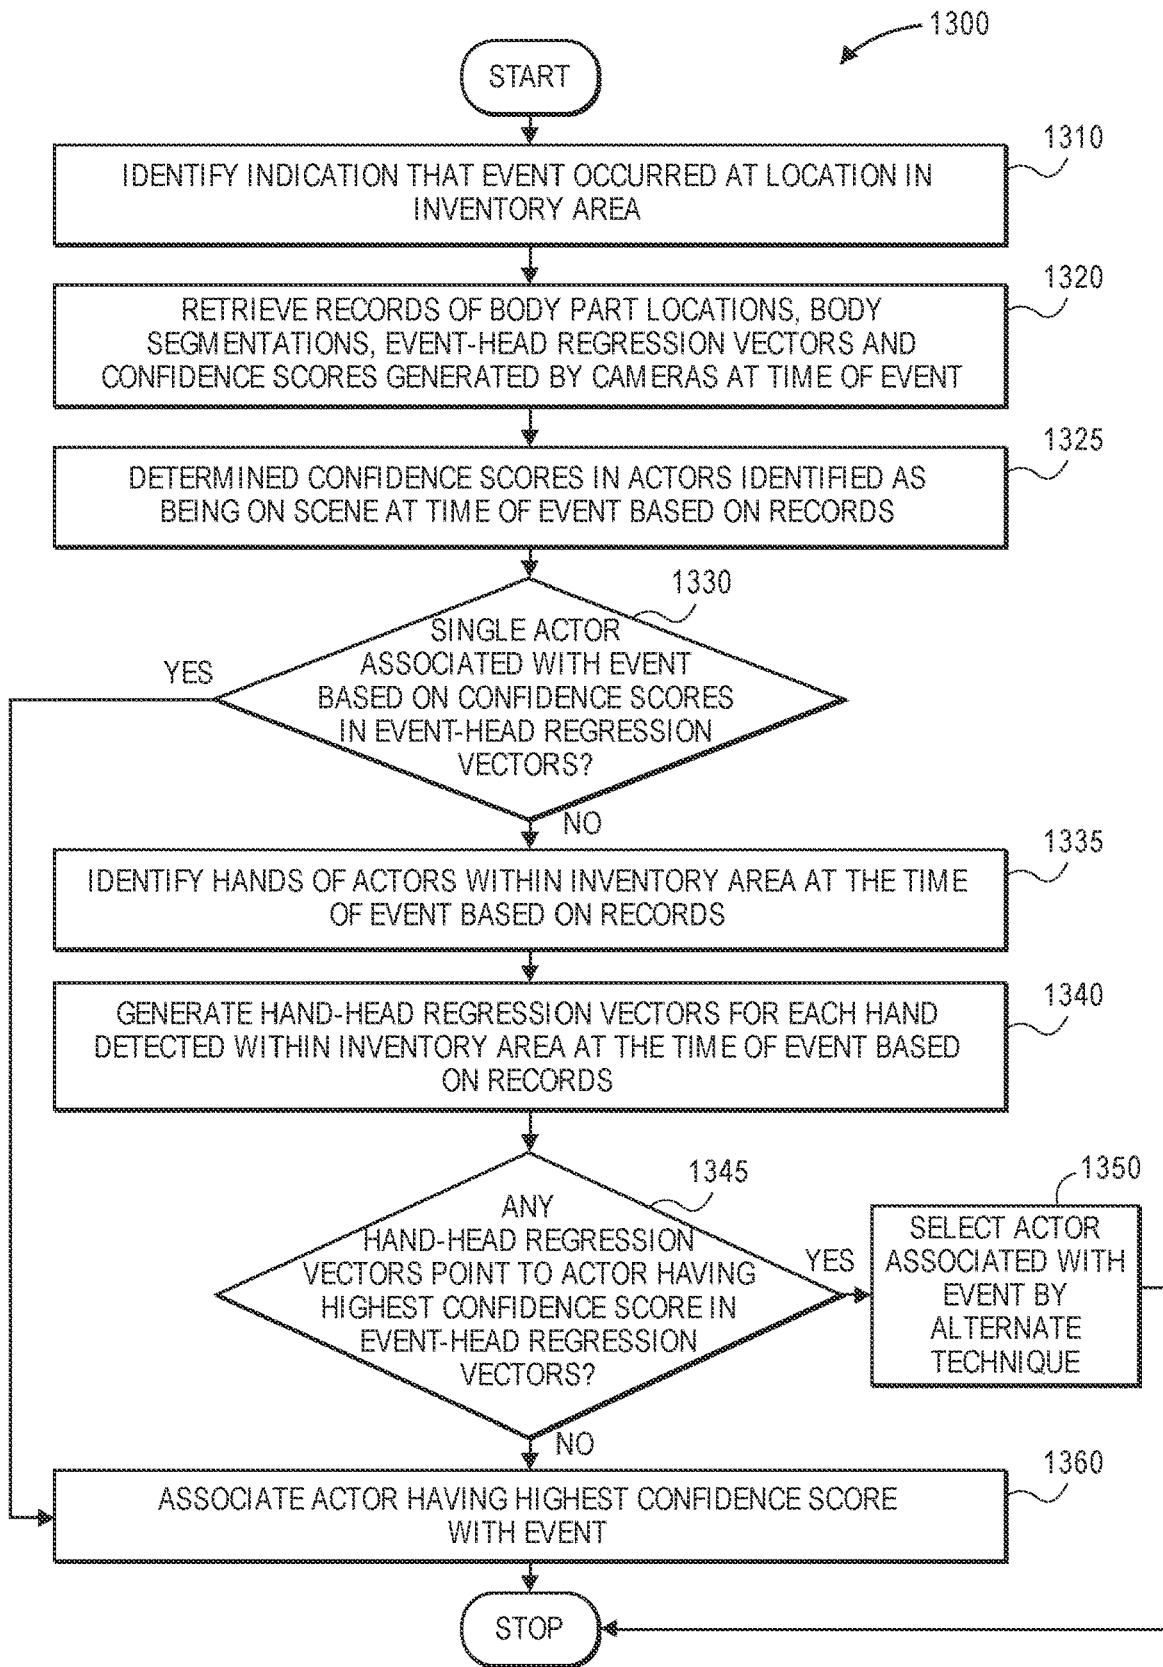 1300
START
1310
IDENTIFY INDICATION THAT EVENT OCCURRED AT LOCATION IN
INVENTORY AREA
1320
RETRIEVE RECORDS OF BODY PART LOCATIONS, BODY
SEGMENTATIONS, EVENT-HEAD REGRESSION VECTORS AND
CONFIDENCE SCORES GENERATED BY CAMERAS AT TIME OF EVENT
1325
DETERMINED CONFIDENCE SCORES IN ACTORS IDENTIFIED AS
BEING ON SCENE AT TIME OF EVENT BASED ON RECORDS
1330
SINGLE ACTOR
ASSOCIATED WITH EVENT
BASED ON CONFIDENCE SCORES
IN EVENT-HEAD REGRESSION
VECTORS?
YES
NO
1335
IDENTIFY HANDS OF ACTORS WITHIN INVENTORY AREA AT THE TIME
OF EVENT BASED ON RECORDS
1340
GENERATE HAND-HEAD REGRESSION VECTORS FOR EACH HAND
DETECTED WITHIN INVENTORY AREA AT THE TIME OF EVENT BASED
ON RECORDS
1345
ANY
HAND-HEAD REGRESSION
VECTORS POINT TO ACTOR HAVING
HIGHEST CONFIDENCE SCORE IN
EVENT-HEAD REGRESSION
VECTORS?
YES
1350
SELECT ACTOR
ASSOCIATED WITH
EVENT BY
ALTERNATE
TECHNIQUE
NO
1360
ASSOCIATE ACTOR HAVING HIGHEST CONFIDENCE SCORE
WITH EVENT
STOP